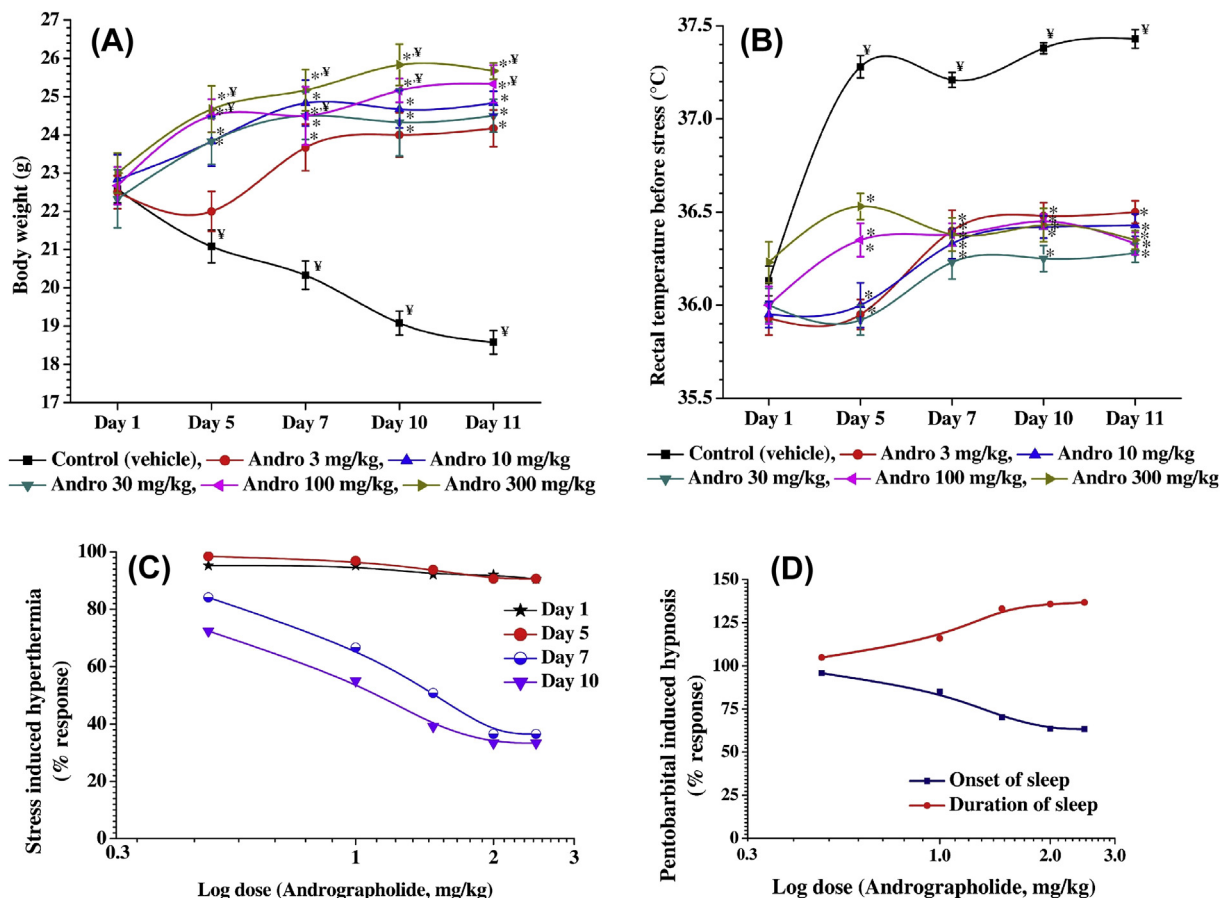 (A)
Body weight (g)
27
26
25
24
23
22
21
20
19
18
17
Day 1 Day 5 Day 7 Day 10 Day 11
Control (vehicle), Andro 3 mg/kg, Andro 10 mg/kg
Andro 30 mg/kg, Andro 100 mg/kg, Andro 300 mg/kg
(B)
Rectal temperature before stress (°C)
37.5
37.0
36.5
36.0
35.5
Day 1 Day 5 Day 7 Day 10 Day 11
Control (vehicle), Andro 3 mg/kg, Andro 10 mg/kg
Andro 30 mg/kg, Andro 100 mg/kg, Andro 300 mg/kg
(C)
Stress induced hyperthermia
(% response)
100
80
60
40
20
0
Day 1
Day 5
Day 7
Day 10
0.3 1 2 3
Log dose (Andrographolide, mg/kg)
(D)
Pentobarbital induced hypnosis
(% response)
150
125
100
75
50
25
0
Onset of sleep
Duration of sleep
0.3 1.0 2.0 3.0
Log dose (Andrographolide, mg/kg)